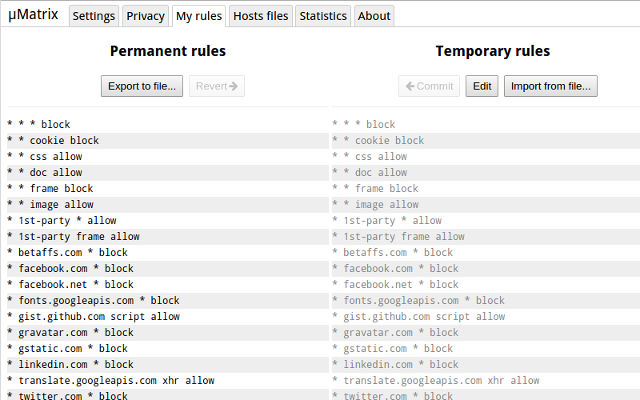 µMatrix Settings Privacy My rules Hosts files Statistics About
Permanent rules
Export to file... Revert
* * * block
* * cookie block
* * css allow
* * doc allow
* * frame block
* * image allow
* 1st-party * allow
* 1st-party frame allow
* betaffs.com * block
* facebook.com * block
* facebook.net * block
* fonts.googleapis.com * block
* gist.github.com script allow
* gravatar.com * block
* gstatic.com * block
* linkedin.com * block
* translate.googleapis.com xhr allow
* twitter.com * block
Temporary rules
Commit Edit Import from file...
* * * block
* * cookie block
* * css allow
* * doc allow
* * frame block
* * image allow
* 1st-party * allow
* 1st-party frame allow
* betaffs.com * block
* facebook.com * block
* facebook.net * block
* fonts.googleapis.com * block
* gist.github.com script allow
* gravatar.com * block
* gstatic.com * block
* linkedin.com * block
* translate.googleapis.com xhr allow
* twitter.com * block